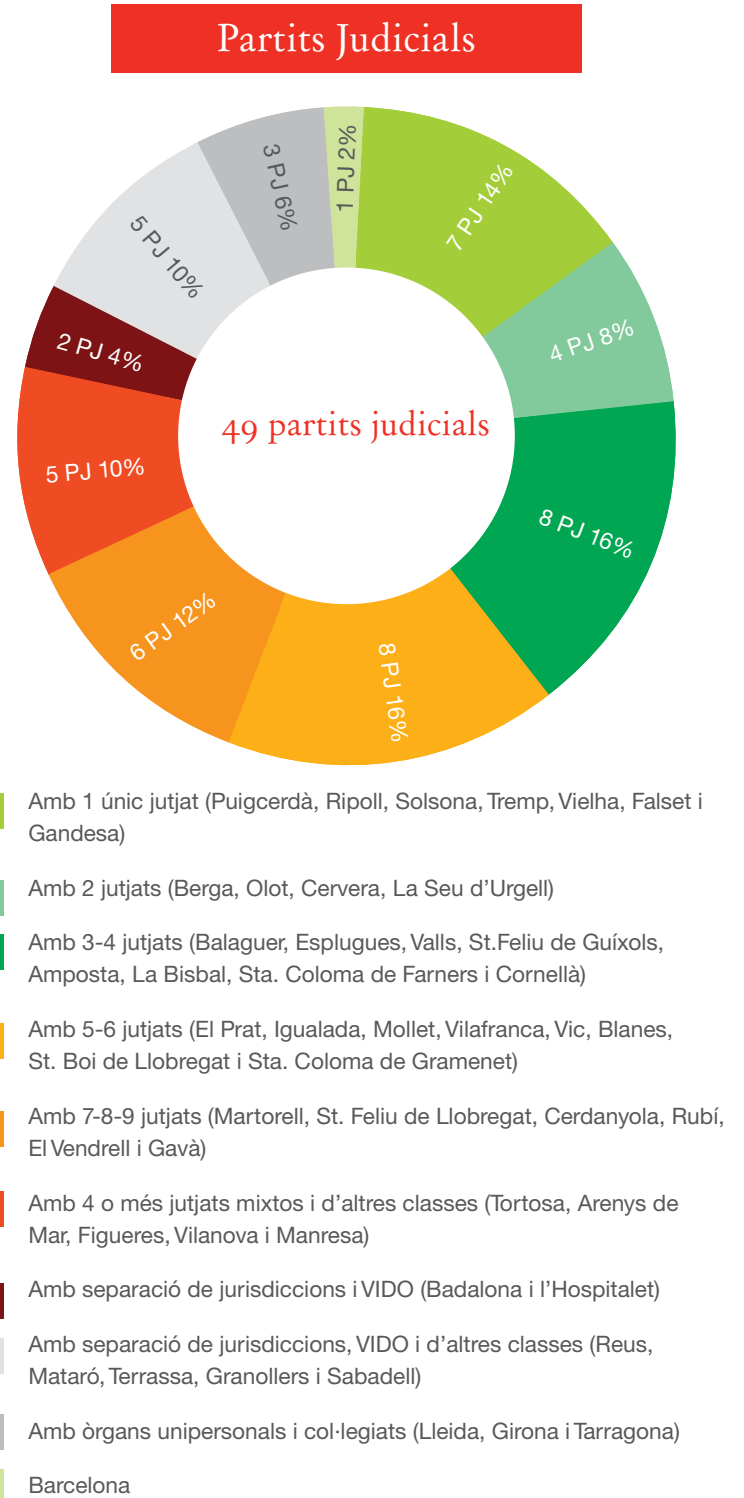 Partits Judicials
1 PJ 2%
7 PJ 14%
4 PJ 8%
8 PJ 16%
8 PJ 16%
6 PJ 12%
5 PJ 10%
2 PJ 4%
5 PJ 10%
3 PJ 6%
49 partits judicials
Amb 1 únic jutjat (Puigcerdà, Ripoll, Solsona, Tremp, Vielha, Falset i
Gandesa)
Amb 2 jutjats (Berga, Olot, Cervera, La Seu d’Urgell)
Amb 3-4 jutjats (Balaguer, Esplugues, Valls, St.Feliu de Guíxols,
Amposta, La Bisbal, Sta. Coloma de Farners i Cornellà)
Amb 5-6 jutjats (El Prat, Igualada, Mollet, Vilafranca, Vic, Blanes,
St. Boi de Llobregat i Sta. Coloma de Gramenet)
Amb 7-8-9 jutjats (Martorell, St. Feliu de Llobregat, Cerdanyola, Rubí,
El Vendrell i Gavà)
Amb 4 o més jutjats mixtos i d’altres classes (Tortosa, Arenys de
Mar, Figueres, Vilanova i Manresa)
Amb separació de jurisdiccions i VIDO (Badalona i l’Hospitalet)
Amb separació de jurisdiccions, VIDO i d’altres classes (Reus,
Mataró, Terrassa, Granollers i Sabadell)
Amb òrgans unipersonals i col·legiats (Lleida, Girona i Tarragona)
Barcelona